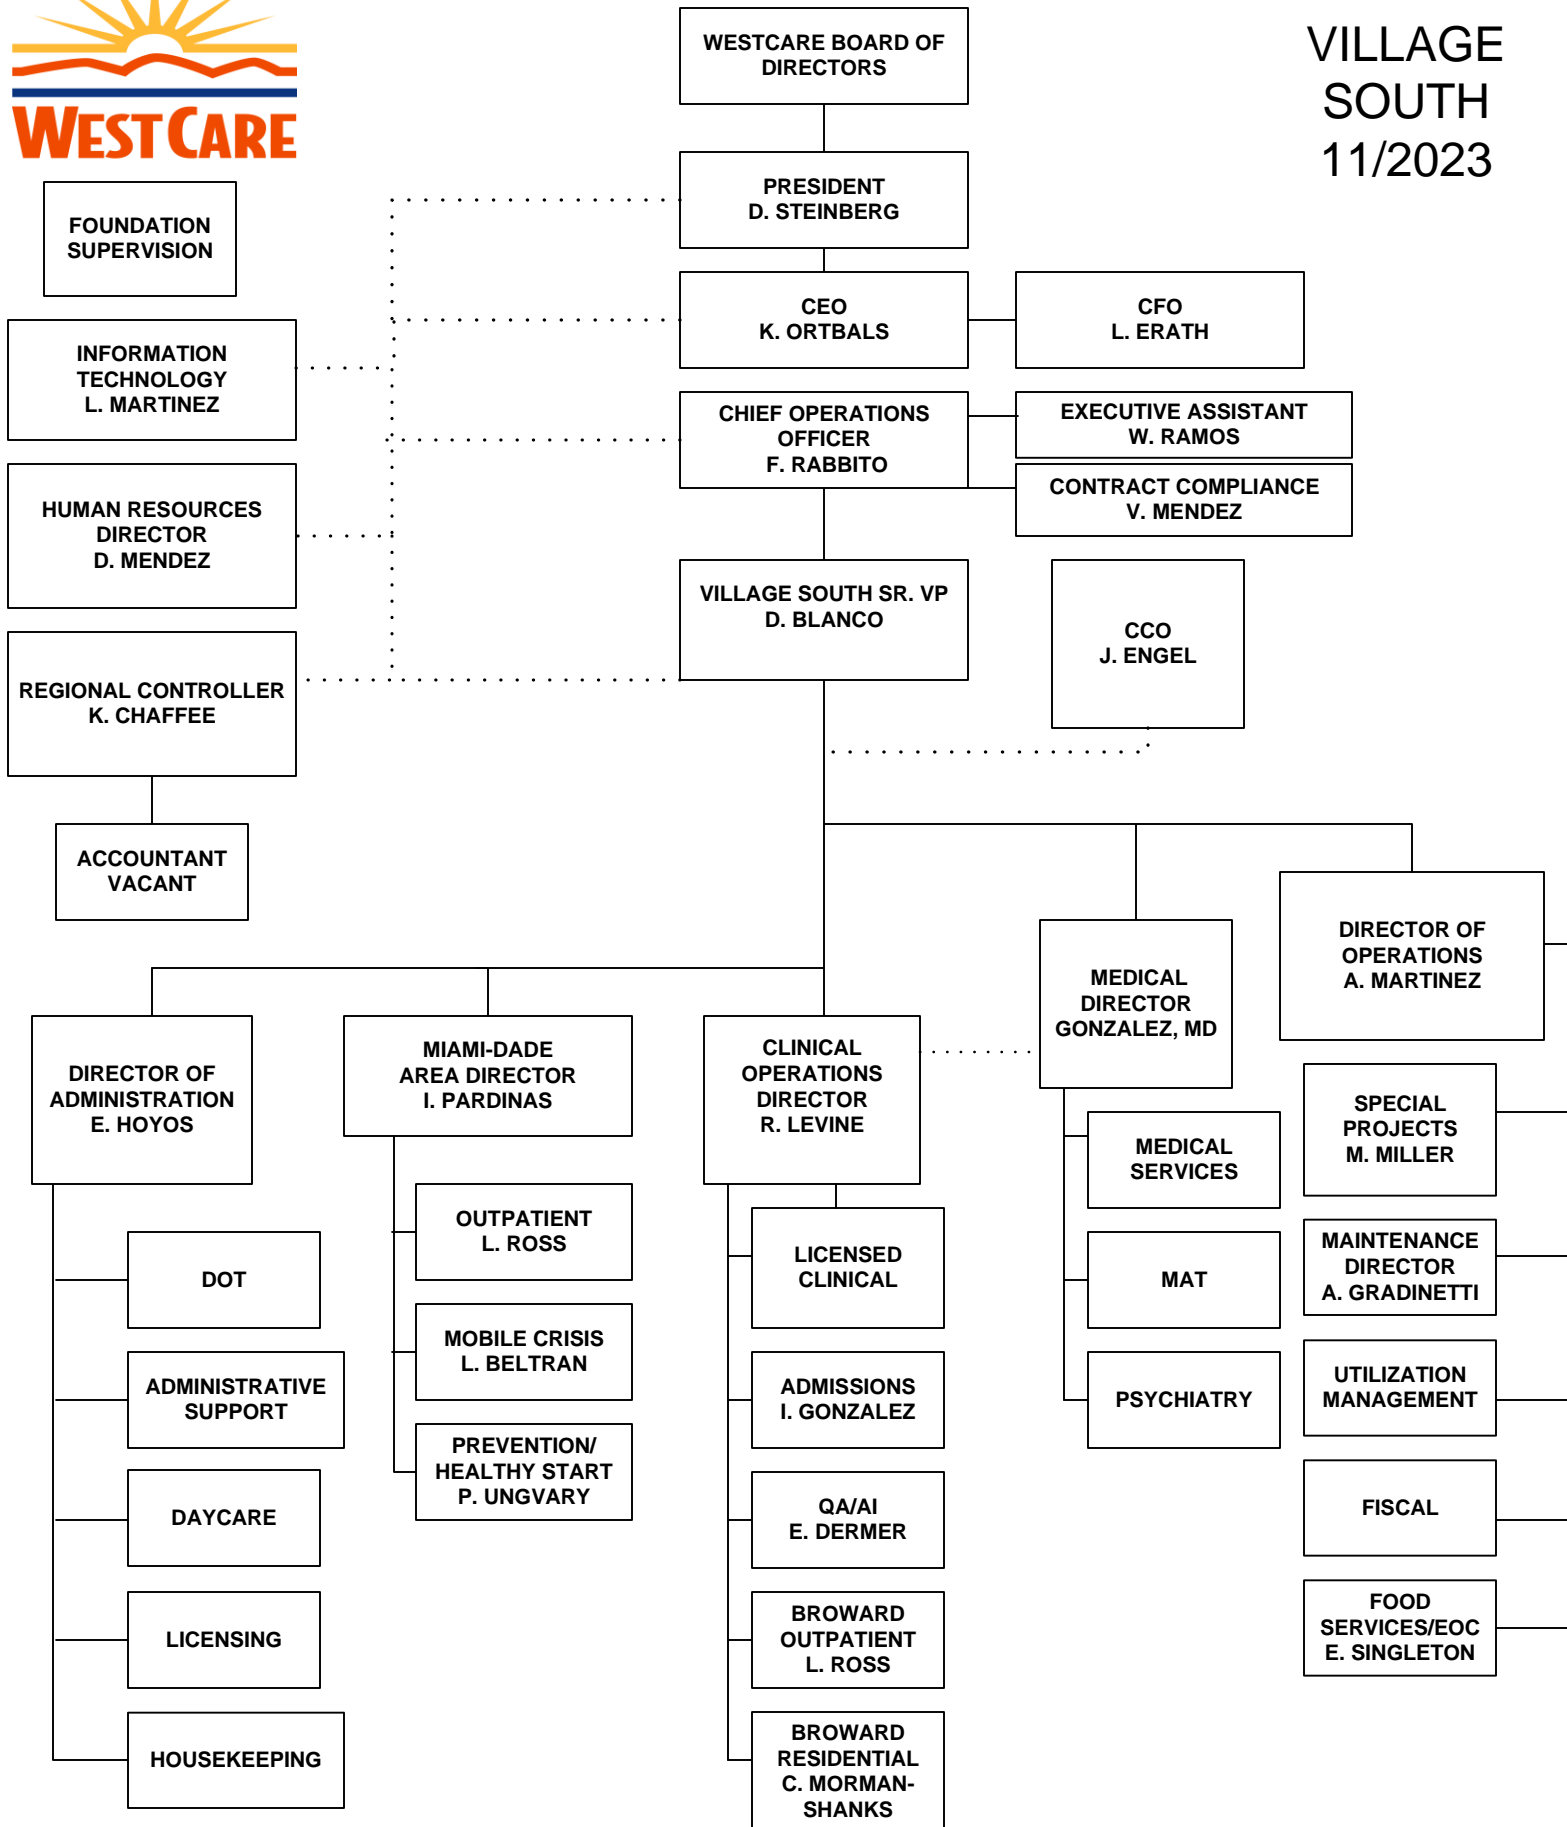 WESTCARE
VILLAGE
SOUTH
11/2023
WESTCARE BOARD OF
DIRECTORS
PRESIDENT
D. STEINBERG
FOUNDATION
SUPERVISION
CEO
K. ORTBALS
CFO
L. ERATH
INFORMATION
TECHNOLOGY
L. MARTINEZ
CHIEF OPERATIONS
OFFICER
F. RABBITO
EXECUTIVE ASSISTANT
W. RAMOS
CONTRACT COMPLIANCE
V. MENDEZ
HUMAN RESOURCES
DIRECTOR
D. MENDEZ
VILLAGE SOUTH SR. VP
D. BLANCO
CCO
J. ENGEL
REGIONAL CONTROLLER
K. CHAFFEE
ACCOUNTANT
VACANT
DIRECTOR OF
ADMINISTRATION
E. HOYOS
DOT
ADMINISTRATIVE
SUPPORT
DAYCARE
LICENSING
HOUSEKEEPING
MIAMI-DADE
AREA DIRECTOR
I. PARDINAS
OUTPATIENT
L. ROSS
MOBILE CRISIS
L. BELTRAN
PREVENTION/
HEALTHY START
P. UNGVARY
CLINICAL
OPERATIONS
DIRECTOR
R. LEVINE
LICENSED
CLINICAL
ADMISSIONS
I. GONZALEZ
QA/AI
E. DERMER
BROWARD
OUTPATIENT
L. ROSS
BROWARD
RESIDENTIAL
C. MORMAN-
SHANKS
MEDICAL
DIRECTOR
GONZALEZ, MD
MEDICAL
SERVICES
MAT
PSYCHIATRY
DIRECTOR OF
OPERATIONS
A. MARTINEZ
SPECIAL
PROJECTS
M. MILLER
MAINTENANCE
DIRECTOR
A. GRADINETTI
UTILIZATION
MANAGEMENT
FISCAL
FOOD
SERVICES/EOC
E. SINGLETON